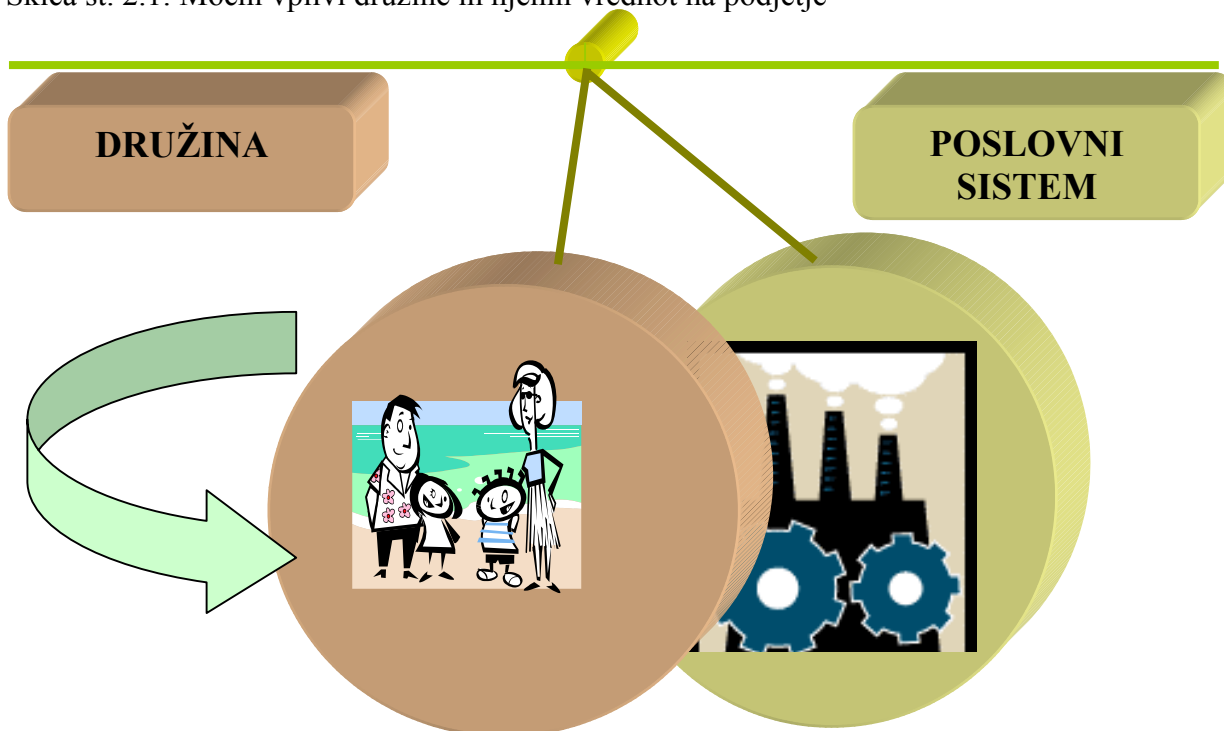 Skica št. 2.1: Močni vplivi družine in njenih vrednot na podjetje
DRUŽINA
POSLOVNI
SISTEM